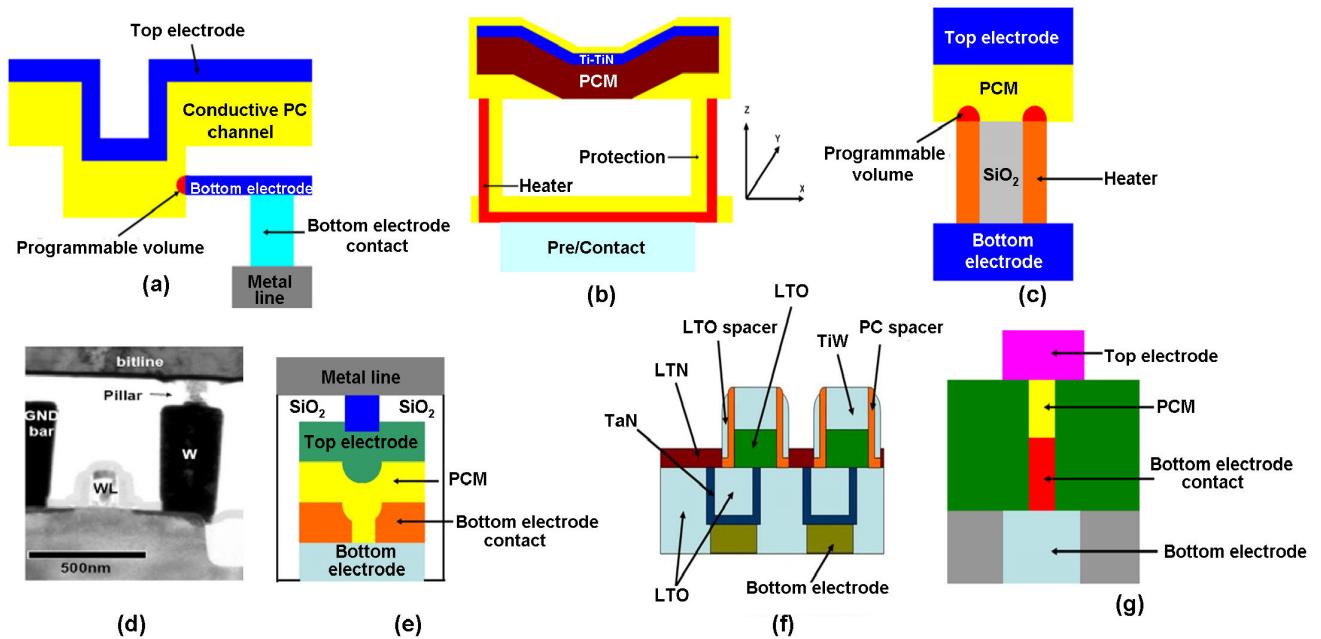 Top electrode
Conductive PC
channel
Bottom electrode
Bottom electrode
contact
Programmable volume
Metal
line
(a)
Ti-TiN
PCM
Protection
Heater
Z
Y
X
Pre/Contact
(b)
Top electrode
PCM
Programmable
volume
SiO2
Heater
Bottom
electrode
(c)
bitline
Pillar
GND
bar
W
WL
500nm
(d)
Metal line
SiO2
SiO2
Top electrode
PCM
Bottom electrode
contact
Bottom
electrode
(e)
LTO
LTO spacer
PC spacer
TiW
LTN
TaN
Bottom electrode
LTO
(f)
Top electrode
PCM
Bottom electrode
contact
Bottom electrode
(g)